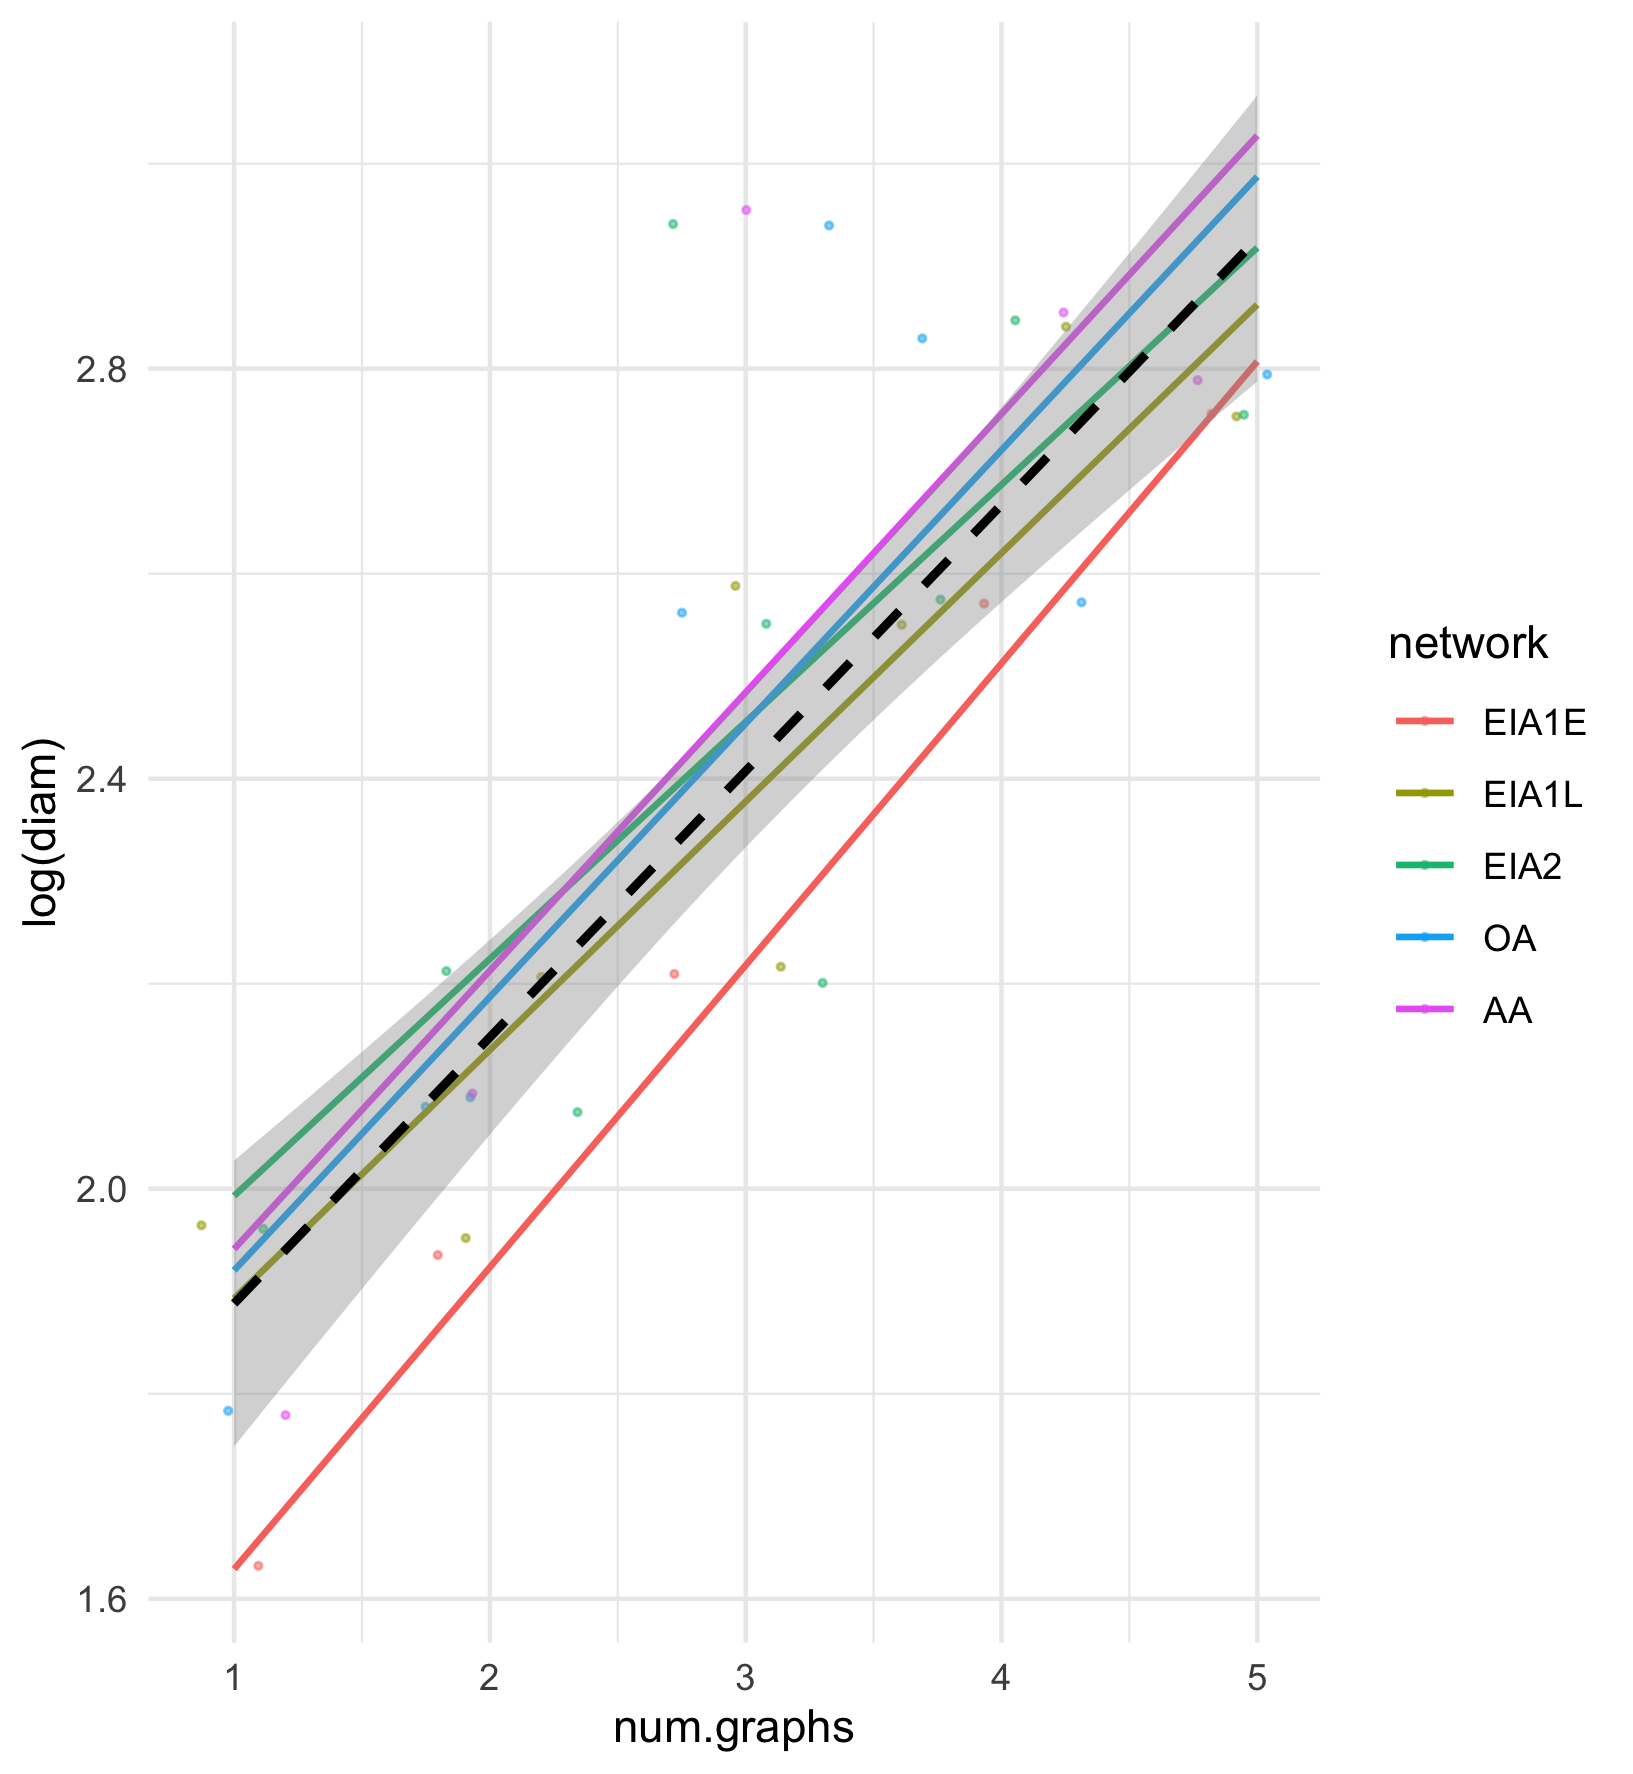 log(diam)
2.8
2.4
2.0
1.6
1 2 3 4 5
num.graphs
network
EIA1E
EIA1L
EIA2
OA
AA